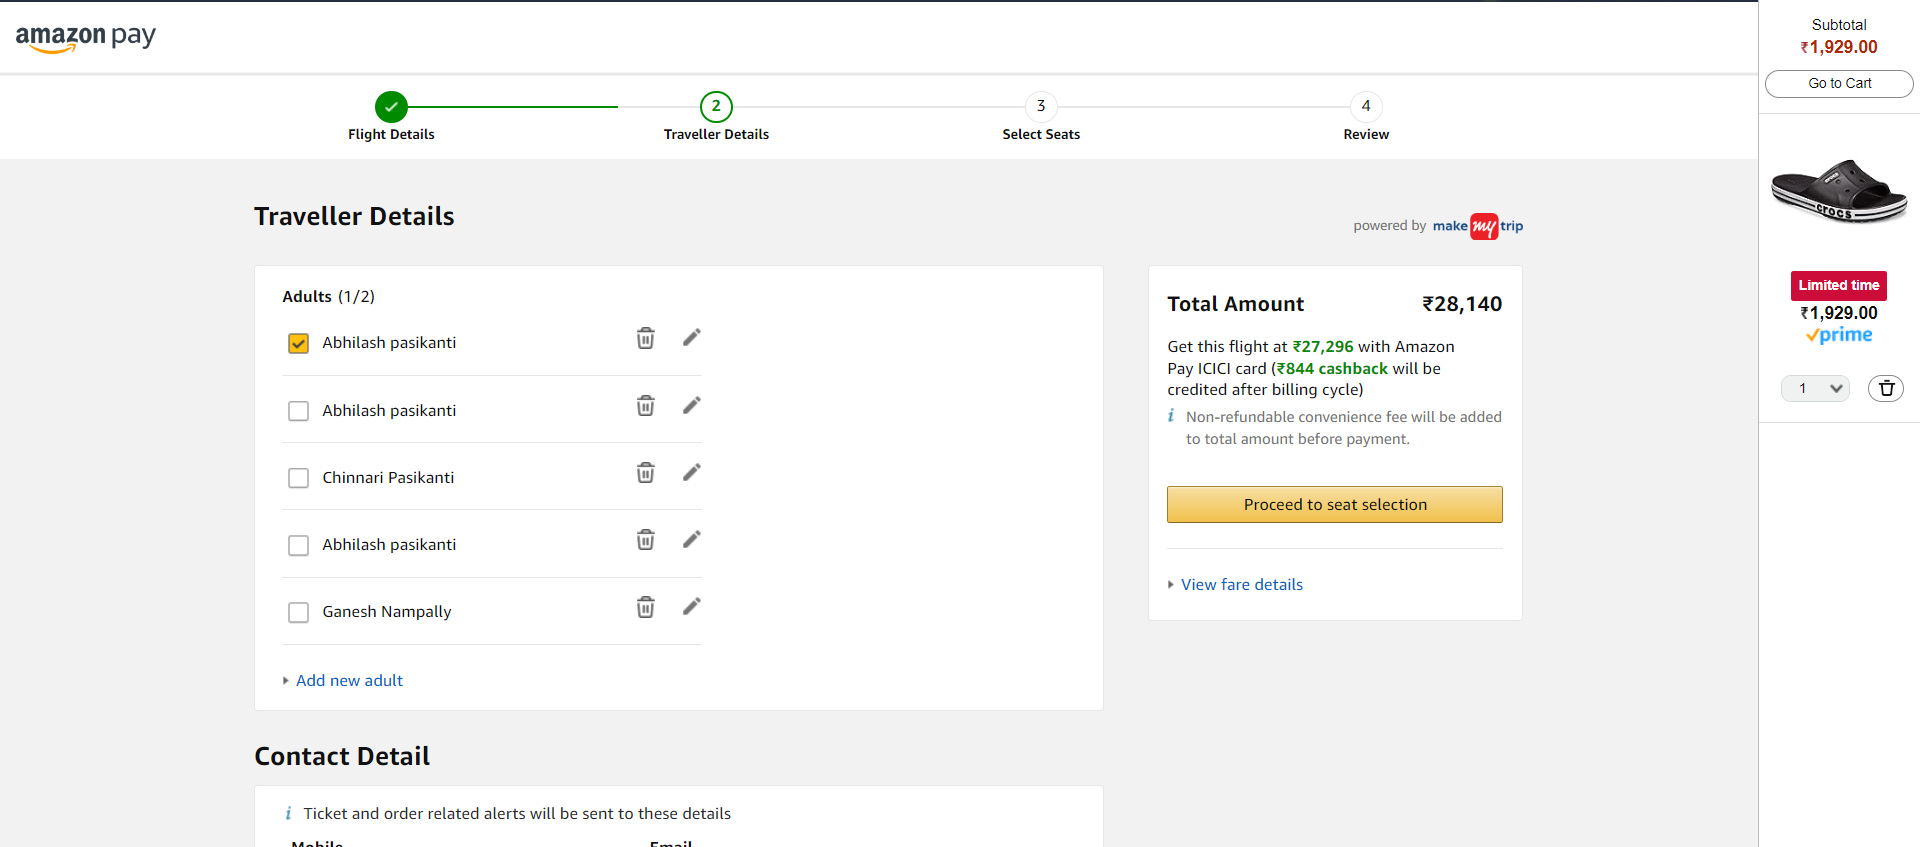 amazon pay
Flight Details
2
Traveller Details
3
Select Seats
4
Review
Traveller Details
powered by make my trip
Adults (1/2)
Abhilash pasikanti
Abhilash pasikanti
Chinnari Pasikanti
Abhilash pasikanti
Ganesh Nampally
Add new adult
Total Amount ₹28,140
Get this flight at ₹27,296 with Amazon
Pay ICICI card (₹844 cashback will be
credited after billing cycle)
i Non-refundable convenience fee will be added
to total amount before payment.
Proceed to seat selection
View fare details
Contact Detail
i Ticket and order related alerts will be sent to these details
Mobile Email
Subtotal
₹1,929.00
Go to Cart
crocs
Limited time
₹1,929.00
prime
1